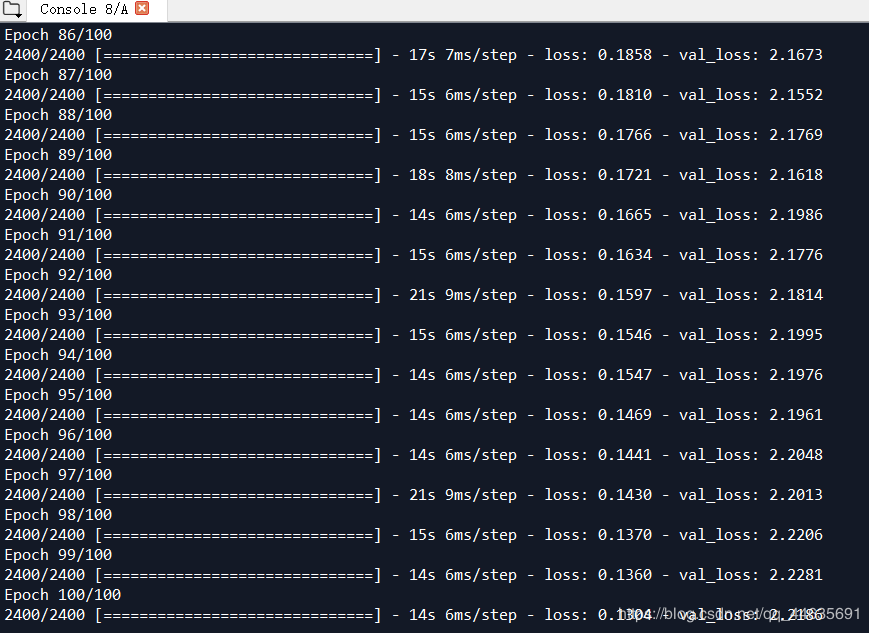 Console 8/A
Epoch 86/100
2400/2400 [==============================] - 17s 7ms/step - loss: 0.1858 - val_loss: 2.1673
Epoch 87/100
2400/2400 [==============================] - 15s 6ms/step - loss: 0.1810 - val_loss: 2.1552
Epoch 88/100
2400/2400 [==============================] - 15s 6ms/step - loss: 0.1766 - val_loss: 2.1769
Epoch 89/100
2400/2400 [==============================] - 18s 8ms/step - loss: 0.1721 - val_loss: 2.1618
Epoch 90/100
2400/2400 [==============================] - 14s 6ms/step - loss: 0.1665 - val_loss: 2.1986
Epoch 91/100
2400/2400 [==============================] - 15s 6ms/step - loss: 0.1634 - val_loss: 2.1776
Epoch 92/100
2400/2400 [==============================] - 21s 9ms/step - loss: 0.1597 - val_loss: 2.1814
Epoch 93/100
2400/2400 [==============================] - 15s 6ms/step - loss: 0.1546 - val_loss: 2.1995
Epoch 94/100
2400/2400 [==============================] - 14s 6ms/step - loss: 0.1547 - val_loss: 2.1976
Epoch 95/100
2400/2400 [==============================] - 14s 6ms/step - loss: 0.1469 - val_loss: 2.1961
Epoch 96/100
2400/2400 [==============================] - 14s 6ms/step - loss: 0.1441 - val_loss: 2.2048
Epoch 97/100
2400/2400 [==============================] - 21s 9ms/step - loss: 0.1430 - val_loss: 2.2013
Epoch 98/100
2400/2400 [==============================] - 15s 6ms/step - loss: 0.1370 - val_loss: 2.2206
Epoch 99/100
2400/2400 [==============================] - 14s 6ms/step - loss: 0.1360 - val_loss: 2.2281
Epoch 100/100
2400/2400 [==============================] - 14s 6ms/step - loss: 0.1304 - val_loss: 2.2186